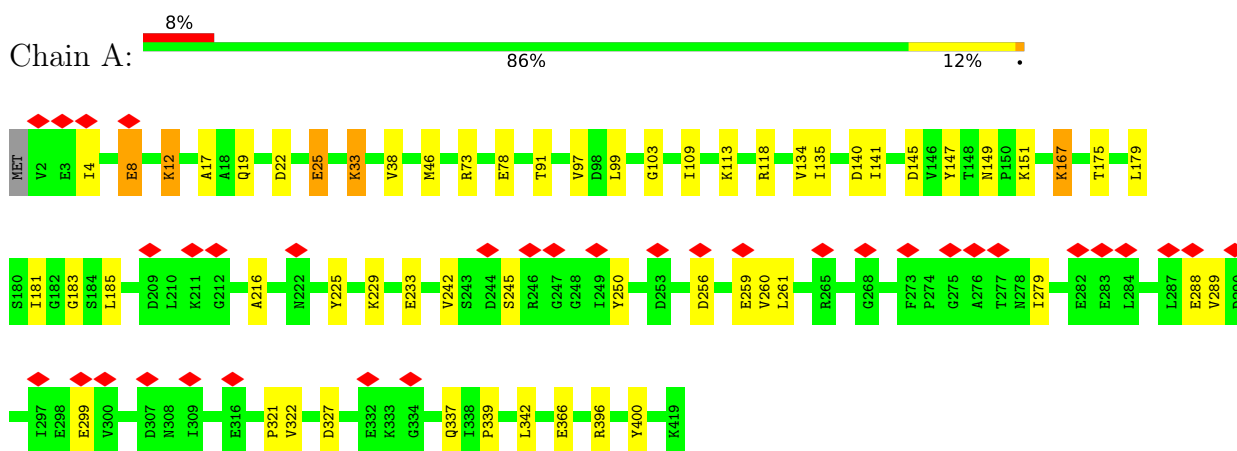 8%
Chain A:
86% 12% •
MET V2 E3 I4 E8 K12 A17 A18 Q19 D22 E25 K33 V38 M46 R73 E78 T91 V97 D98 L99 G103 I109 K113 R118 V134 I135 D140 I141 D145 V146 Y147 T148 N149 P150 K151 K167 T175 L179
S180 I181 G182 G183 S184 L185 D209 L210 K211 G212 A216 N222 Y225 K229 E233 V242 S243 D244 S245 R246 G247 G248 I249 Y250 D253 D256 E259 V260 L261 R265 G268 F273 P274 G275 A276 T277 N278 I279 E282 E283 L284 L287 E288 V289
I297 E298 E299 V300 D307 N308 I309 E316 P321 V322 D327 E332 K333 G334 Q337 I338 P339 L342 E366 R396 Y400 K419